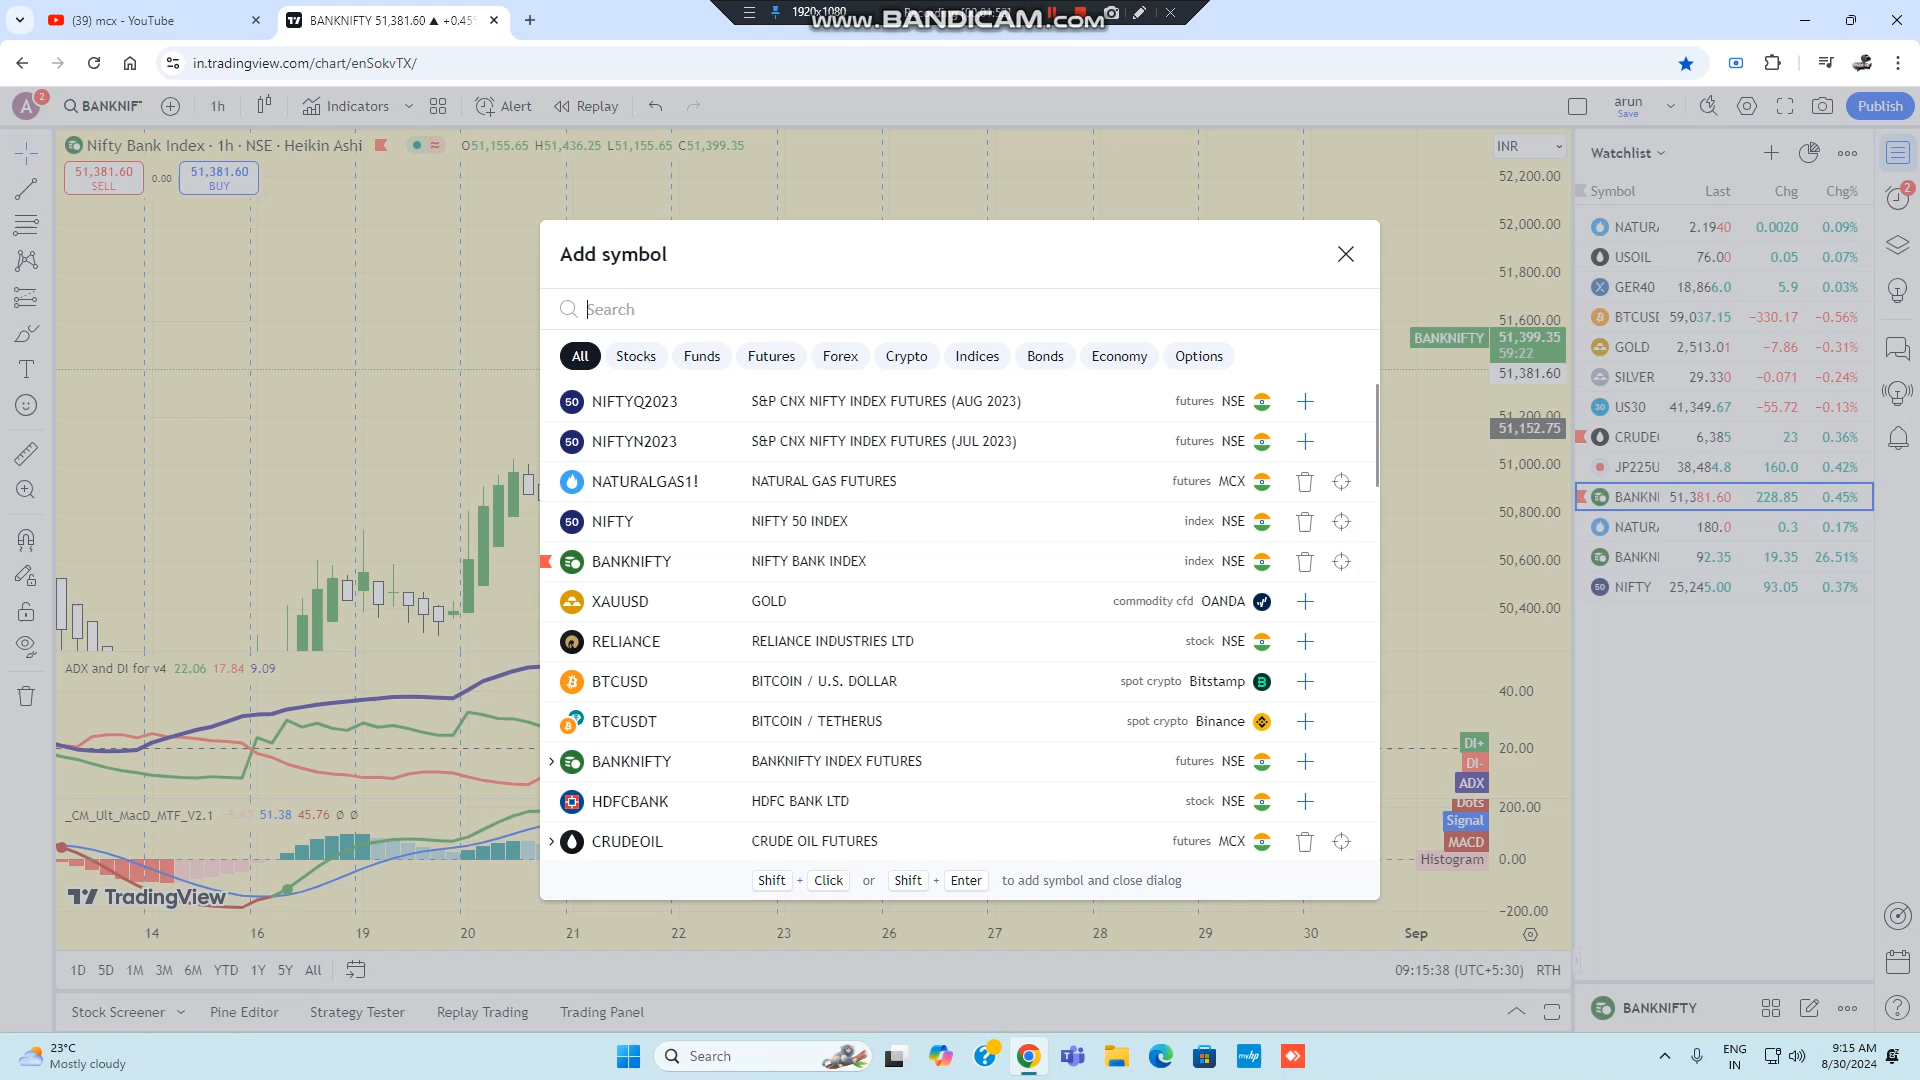 (39) mcx - YouTube
BANKNIFTY 51,381.60 ▲ +0.45%
1920x1080
www.BANDICAM.com
in.tradingview.com/chart/enSokvTX/
A 2
BANKNIF
1h
Indicators
Alert
Replay
arun
Save
Publish
Nifty Bank Index · 1h · NSE · Heikin Ashi
O51,155.65 H51,436.25 L51,155.65 C51,399.35
51,381.60
SELL
0.00
51,381.60
BUY
INR
52,200.00
52,000.00
51,800.00
51,600.00
BANKNIFTY 51,399.35
59:22
51,381.60
51,200.00
51,152.75
51,000.00
50,800.00
50,600.00
50,400.00
Add symbol
Search
All Stocks Funds Futures Forex Crypto Indices Bonds Economy Options
NIFTYQ2023 S&P CNX NIFTY INDEX FUTURES (AUG 2023) futures NSE
NIFTYN2023 S&P CNX NIFTY INDEX FUTURES (JUL 2023) futures NSE
NATURALGAS1! NATURAL GAS FUTURES futures MCX
NIFTY NIFTY 50 INDEX index NSE
BANKNIFTY NIFTY BANK INDEX index NSE
XAUUSD GOLD commodity cfd OANDA
RELIANCE RELIANCE INDUSTRIES LTD stock NSE
BTCUSD BITCOIN / U.S. DOLLAR spot crypto Bitstamp
BTCUSDT BITCOIN / TETHERUS spot crypto Binance
BANKNIFTY BANKNIFTY INDEX FUTURES futures NSE
HDFCBANK HDFC BANK LTD stock NSE
CRUDEOIL CRUDE OIL FUTURES futures MCX
Shift + Click or Shift + Enter to add symbol and close dialog
Watchlist
Symbol Last Chg Chg%
NATUR 2.1940 0.0020 0.09%
USOIL 76.00 0.05 0.07%
GER40 18,866.0 5.9 0.03%
BTCUSD 59,037.15 −330.17 −0.56%
GOLD 2,513.01 −7.86 −0.31%
SILVER 29.330 −0.071 −0.24%
US30 41,349.67 −55.72 −0.13%
CRUDE 6,385 23 0.36%
JP225U 38,484.8 160.0 0.42%
BANKNI 51,381.60 228.85 0.45%
NATUR 180.0 0.3 0.17%
BANKNI 92.35 19.35 26.51%
NIFTY 25,245.00 93.05 0.37%
2
ADX and DI for v4 22.06 17.84 9.09
40.00
DI+ 20.00
DI-
ADX
_CM_Ult_MacD_MTF_V2.1 -5.62 51.38 45.76 ∅ ∅
Dots 200.00
Signal
MACD
Histogram 0.00
−200.00
TradingView
14 16 19 20 21 22 23 26 27 28 29 30 Sep
1D 5D 1M 3M 6M YTD 1Y 5Y All
09:15:38 (UTC+5:30) RTH
Stock Screener Pine Editor Strategy Tester Replay Trading Trading Panel
BANKNIFTY
23°C
Mostly cloudy
Search
ENG
IN
9:15 AM
8/30/2024